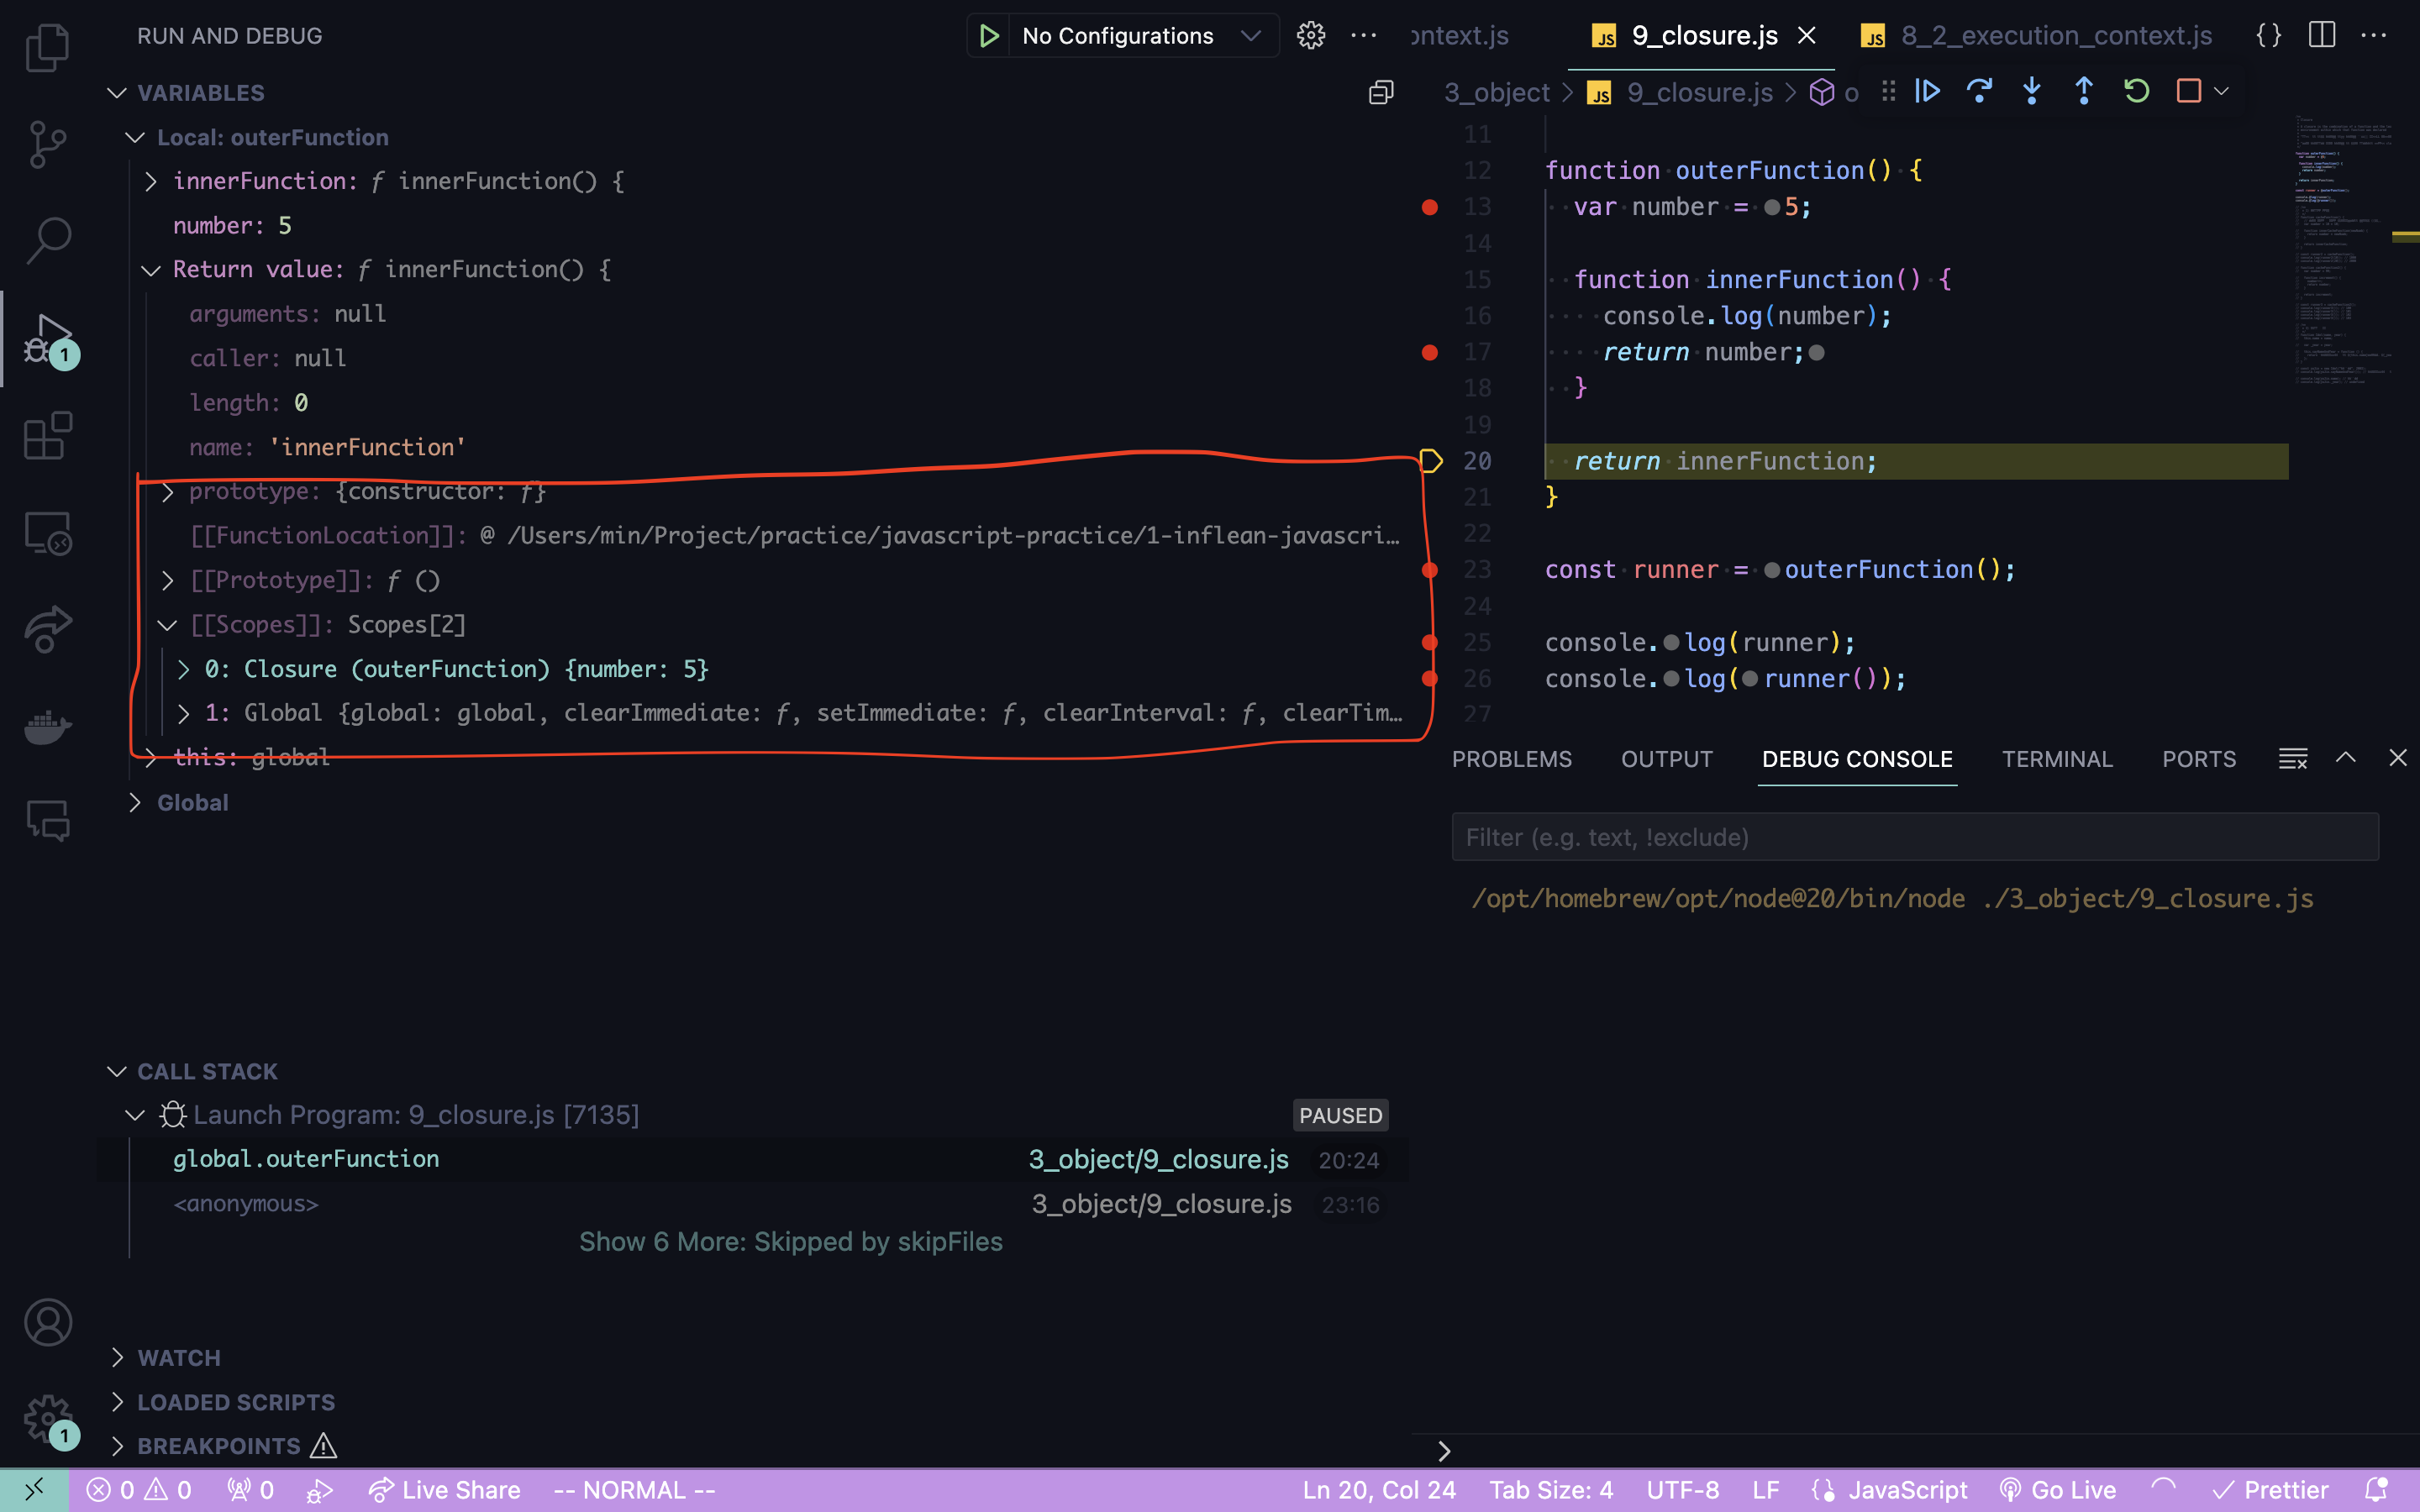 RUN AND DEBUG
No Configurations
ontext.js
9_closure.js
8_2_execution_context.js
VARIABLES
Local: outerFunction
innerFunction: ƒ innerFunction() {
number: 5
Return value: ƒ innerFunction() {
arguments: null
caller: null
length: 0
name: 'innerFunction'
prototype: {constructor: ƒ}
[[FunctionLocation]]: @ /Users/min/Project/practice/javascript-practice/1-inflean-javascri…
[[Prototype]]: ƒ ()
[[Scopes]]: Scopes[2]
0: Closure (outerFunction) {number: 5}
1: Global {global: global, clearImmediate: ƒ, setImmediate: ƒ, clearInterval: ƒ, clearTim…
this: global
Global
3_object > JS 9_closure.js > o
11
12 function outerFunction() {
13 var number = 5;
14
15 function innerFunction() {
16 console.log(number);
17 return number;
18 }
19
20 return innerFunction;
21 }
22
23 const runner = outerFunction();
24
25 console.log(runner);
26 console.log(runner());
27
PROBLEMS OUTPUT DEBUG CONSOLE TERMINAL PORTS
Filter (e.g. text, !exclude)
/opt/homebrew/opt/node@20/bin/node ./3_object/9_closure.js
CALL STACK
Launch Program: 9_closure.js [7135] PAUSED
global.outerFunction 3_object/9_closure.js 20:24
<anonymous> 3_object/9_closure.js 23:16
Show 6 More: Skipped by skipFiles
WATCH
LOADED SCRIPTS
BREAKPOINTS
1
1
0 0 0 Live Share -- NORMAL -- Ln 20, Col 24 Tab Size: 4 UTF-8 LF JavaScript Go Live Prettier